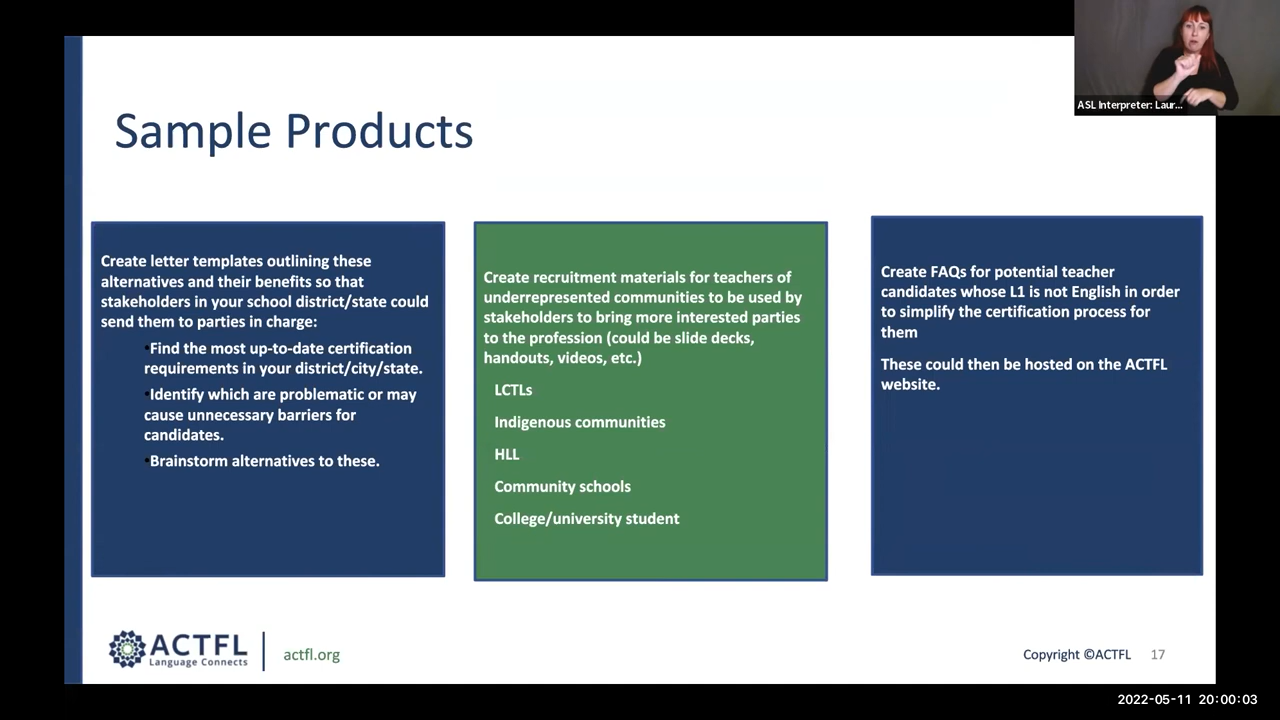 ASL Interpreter: Laur...
Sample Products
Create letter templates outlining these
alternatives and their benefits so that
stakeholders in your school district/state could
send them to parties in charge:
•Find the most up-to-date certification
requirements in your district/city/state.
•Identify which are problematic or may
cause unnecessary barriers for
candidates.
•Brainstorm alternatives to these.
Create recruitment materials for teachers of
underrepresented communities to be used by
stakeholders to bring more interested parties
to the profession (could be slide decks,
handouts, videos, etc.)
LCTLs
Indigenous communities
HLL
Community schools
College/university student
Create FAQs for potential teacher
candidates whose L1 is not English in order
to simplify the certification process for
them
These could then be hosted on the ACTFL
website.
ACTFL
Language Connects
actfl.org
Copyright ©ACTFL 17
2022-05-11 20:00:03